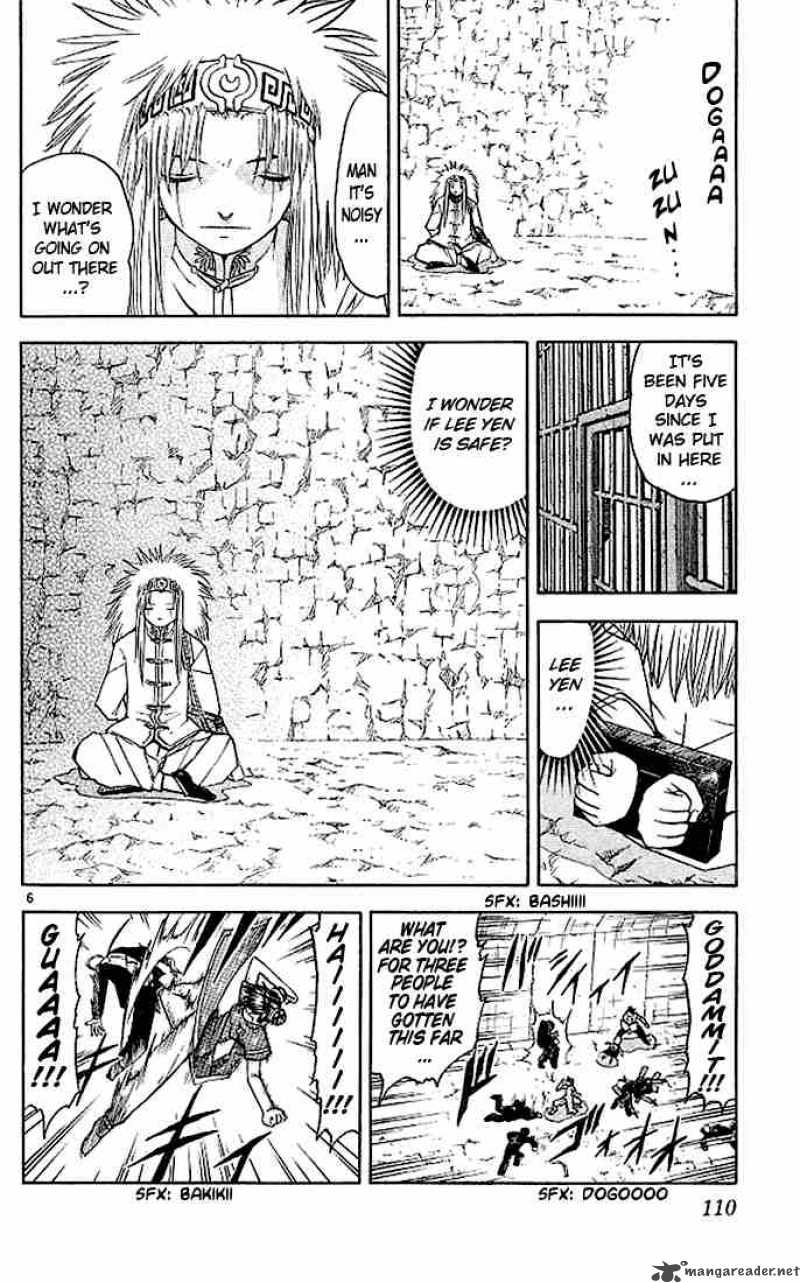 DOGAAAA
ZU
ZU
N...
MAN
IT'S
NOISY
...
I WONDER
WHAT'S
GOING ON
OUT THERE
...?
IT'S
BEEN FIVE
DAYS
SINCE I
WAS PUT
IN HERE
...
I WONDER
IF LEE YEN
IS SAFE?
LEE
YEN
...
6
SFX: BASHIIII
GODDAMMIT!!!
WHAT
ARE YOU!?
FOR THREE
PEOPLE
TO HAVE
GOTTEN
THIS FAR
...
SFX: DOGOOOO
HAIIIIII!!!
GUAAAA!!!
SFX: BAKIKII
110
mangareader.net